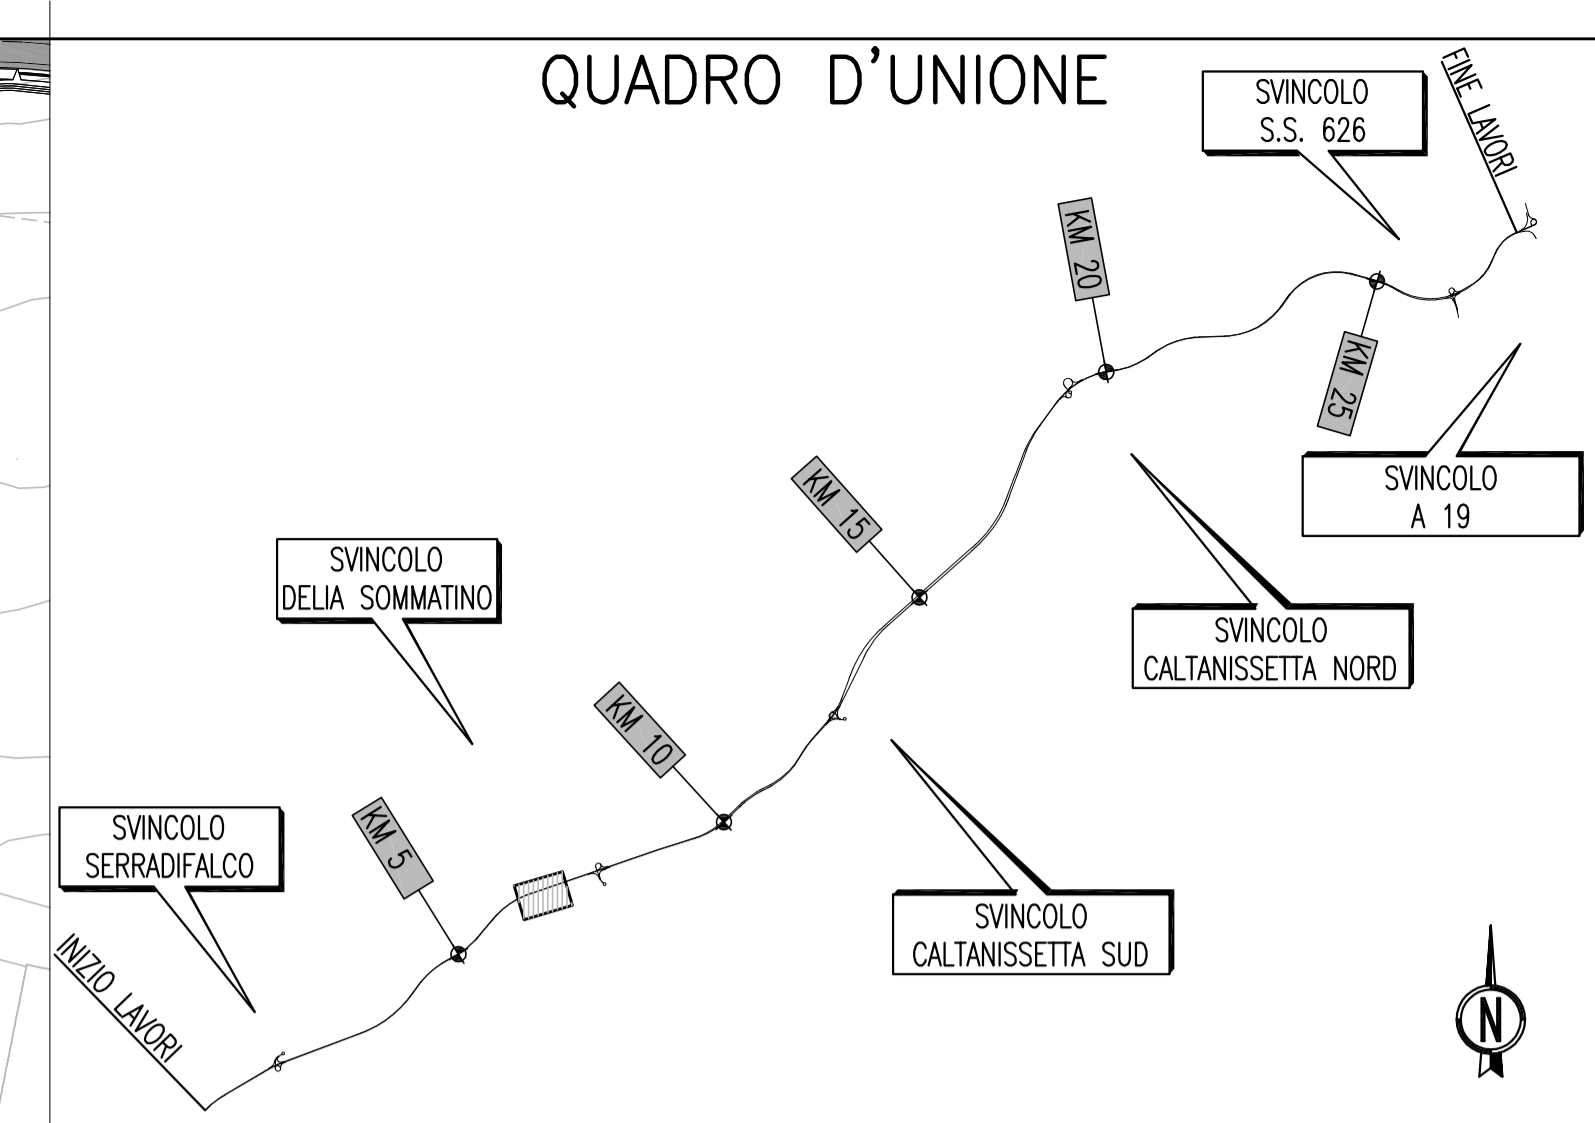 QUADRO D'UNIONE
FINE LAVORI
SVINCOLO
S.S. 626
KM 20
KM 25
SVINCOLO
A 19
KM 15
SVINCOLO
DELIA SOMMATINO
SVINCOLO
CALTANISSETTA NORD
KM 10
KM 5
SVINCOLO
SERRADIFALCO
SVINCOLO
CALTANISSETTA SUD
INIZIO LAVORI
N